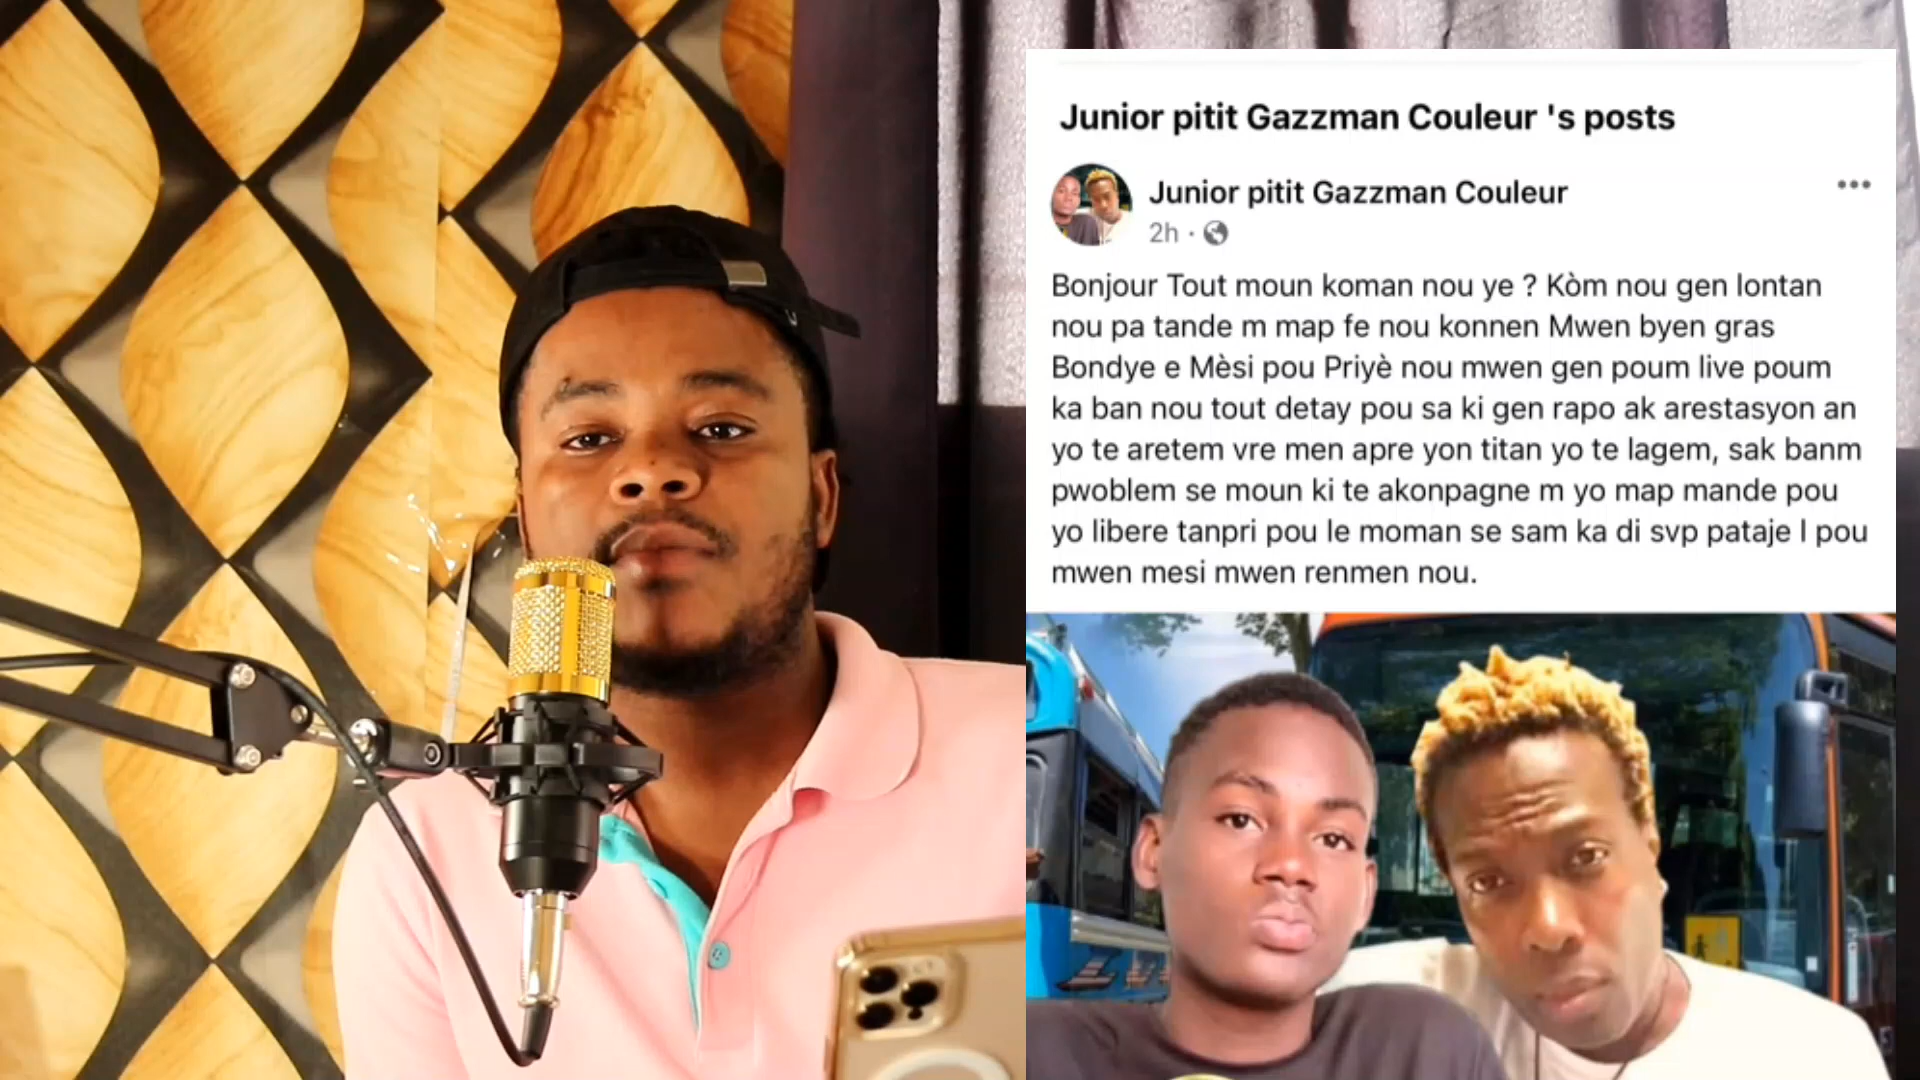 Junior pitit Gazzman Couleur 's posts
Junior pitit Gazzman Couleur
2h ·
Bonjour Tout moun koman nou ye ? Kòm nou gen lontan
nou pa tande m map fe nou konnen Mwen byen gras
Bondye e Mèsi pou Priyè nou mwen gen poum live poum
ka ban nou tout detay pou sa ki gen rapo ak arestasyon an
yo te aretem vre men apre yon titan yo te lagem, sak banm
pwoblem se moun ki te akonpagne m yo map mande pou
yo libere tanpri pou le moman se sam ka di svp pataje l pou
mwen mesi mwen renmen nou.